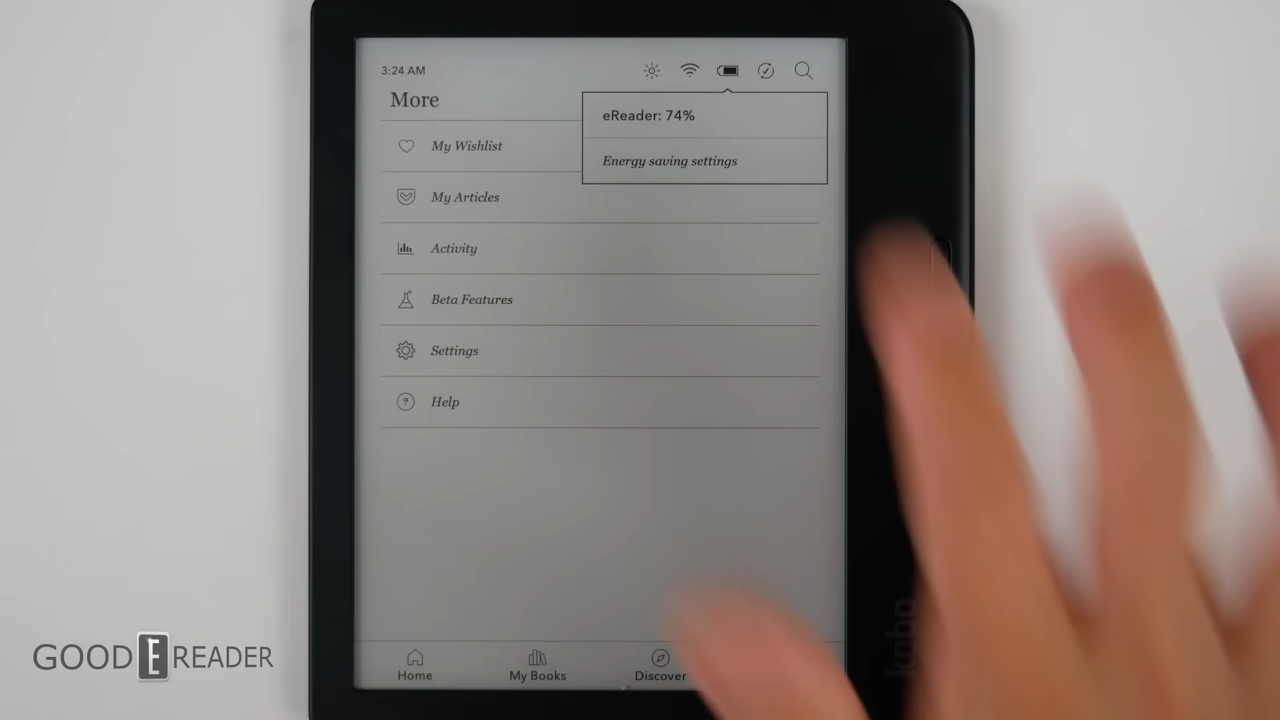 3:24 AM
More
eReader: 74%
Energy saving settings
My Wishlist
My Articles
Activity
Beta Features
Settings
Help
Home
My Books
Discover
kobo
GOOD E READER